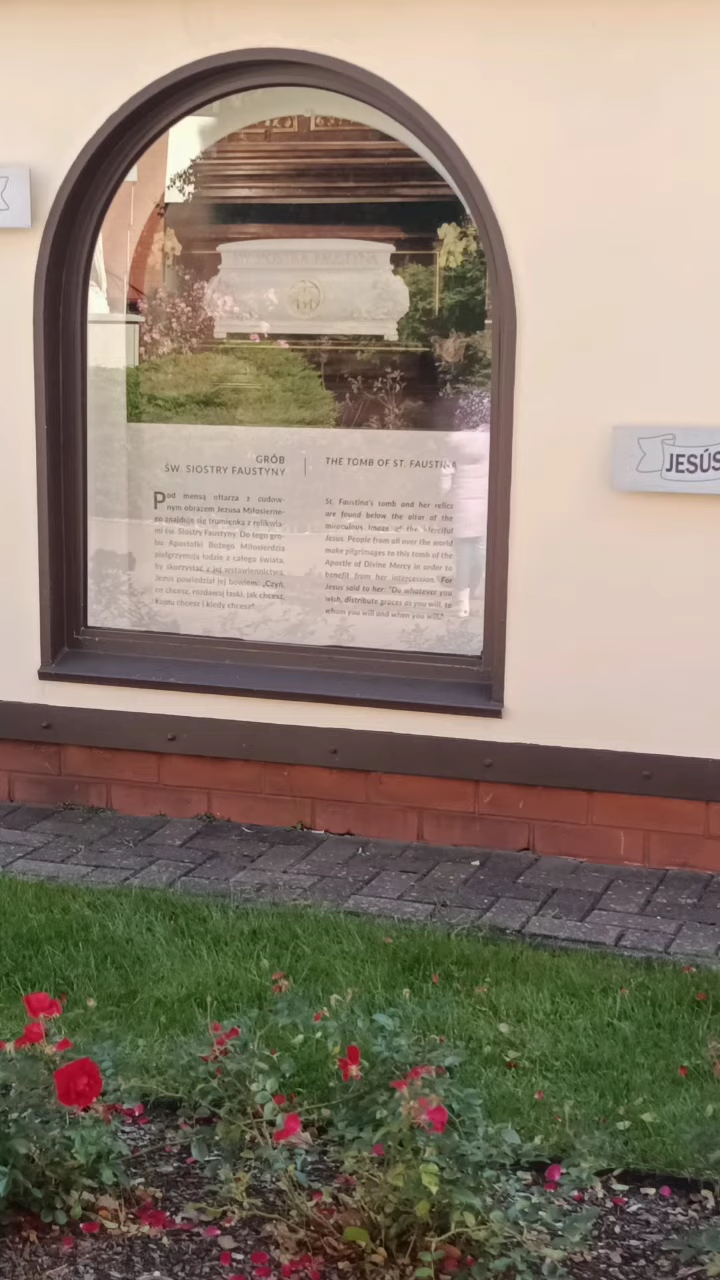 ŚW. SIOSTRA FAUSTYNA
GRÓB
ŚW. SIOSTRY FAUSTYNY
Pod mensą ołtarza z cudow-
nym obrazem Jezusa Miłosierne-
go znajduje się trumienka z relikwia-
mi św. Siostry Faustyny. Do tego gro-
bu Apostołki Bożego Miłosierdzia
pielgrzymują ludzie z całego świata,
by skorzystać z jej wstawiennictwa.
Jezus powiedział jej bowiem: „Czyń,
co chcesz, rozdawaj łaski, jak chcesz,
komu chcesz i kiedy chcesz”.
THE TOMB OF ST. FAUSTINA
St. Faustina's tomb and her relics
are found below the altar of the
miraculous Image of the Merciful
Jesus. People from all over the world
make pilgrimages to this tomb of the
Apostle of Divine Mercy in order to
benefit from her intercession. For
Jesus said to her: "Do whatever you
wish, distribute graces as you will, to
whom you will and when you will."
JESÚS